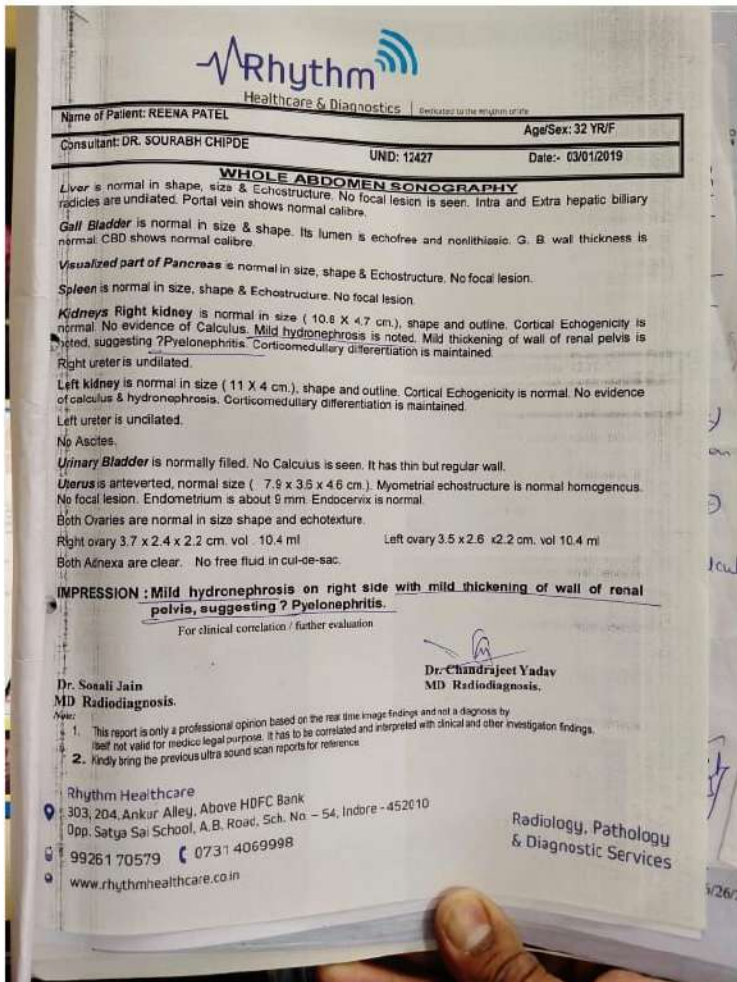 Rhythm
Healthcare & Diagnostics | Dedicated to the rhythm of life
Name of Patient: REENA PATEL
Age/Sex: 32 YR/F
Consultant: DR. SOURABH CHIPDE
UNID: 12427
Date:- 03/01/2019
WHOLE ABDOMEN SONOGRAPHY
Liver is normal in shape, size & Echostructure. No focal lesion is seen. Intra and Extra hepatic billiary
radicles are undilated. Portal vein shows normal calibre.
Gall Bladder is normal in size & shape. Its lumen is echofree and nonlithiasic. G. B. wall thickness is
normal. CBD shows normal calibre.
Visualized part of Pancreas is normal in size, shape & Echostructure. No focal lesion.
Spleen is normal in size, shape & Echostructure. No focal lesion.
Kidneys Right kidney is normal in size ( 10.8 X 4.7 cm.), shape and outline. Cortical Echogenicity is
normal. No evidence of Calculus. Mild hydronephrosis is noted. Mild thickening of wall of renal pelvis is
noted, suggesting ?Pyelonephritis. Corticomedullary differentiation is maintained.
Right ureter is undilated.
Left kidney is normal in size ( 11 X 4 cm.), shape and outline. Cortical Echogenicity is normal. No evidence
of calculus & hydronephrosis. Corticomedullary differentiation is maintained.
Left ureter is undilated.
No Ascites.
Urinary Bladder is normally filled. No Calculus is seen. It has thin but regular wall.
Uterus is anteverted, normal size ( 7.9 x 3.6 x 4.6 cm.). Myometrial echostructure is normal homogenous.
No focal lesion. Endometrium is about 9 mm. Endocervix is normal.
Both Ovaries are normal in size shape and echotexture.
Right ovary 3.7 x 2.4 x 2.2 cm. vol 10.4 ml
Left ovary 3.5 x 2.6 x2.2 cm. vol 10.4 ml
Both Adnexa are clear. No free fluid in cul-de-sac.
IMPRESSION : Mild hydronephrosis on right side with mild thickening of wall of renal
pelvis, suggesting ? Pyelonephritis.
For clinical correlation / further evaluation
Dr. Sonali Jain
MD Radiodiagnosis.
Dr. Chandrajeet Yadav
MD Radiodiagnosis.
Note:
1. This report is only a professional opinion based on the real time image findings and not a diagnosis by
itself not valid for medico legal purpose. It has to be correlated and interpreted with clinical and other investigation findings.
2. Kindly bring the previous ultra sound scan reports for reference
Rhythm Healthcare
303, 204, Ankur Alley, Above HDFC Bank
Opp. Satya Sai School, A.B. Road, Sch. No. - 54, Indore - 452010
99261 70579 0731 4069998
www.rhythmhealthcare.co.in
Radiology, Pathology
& Diagnostic Services